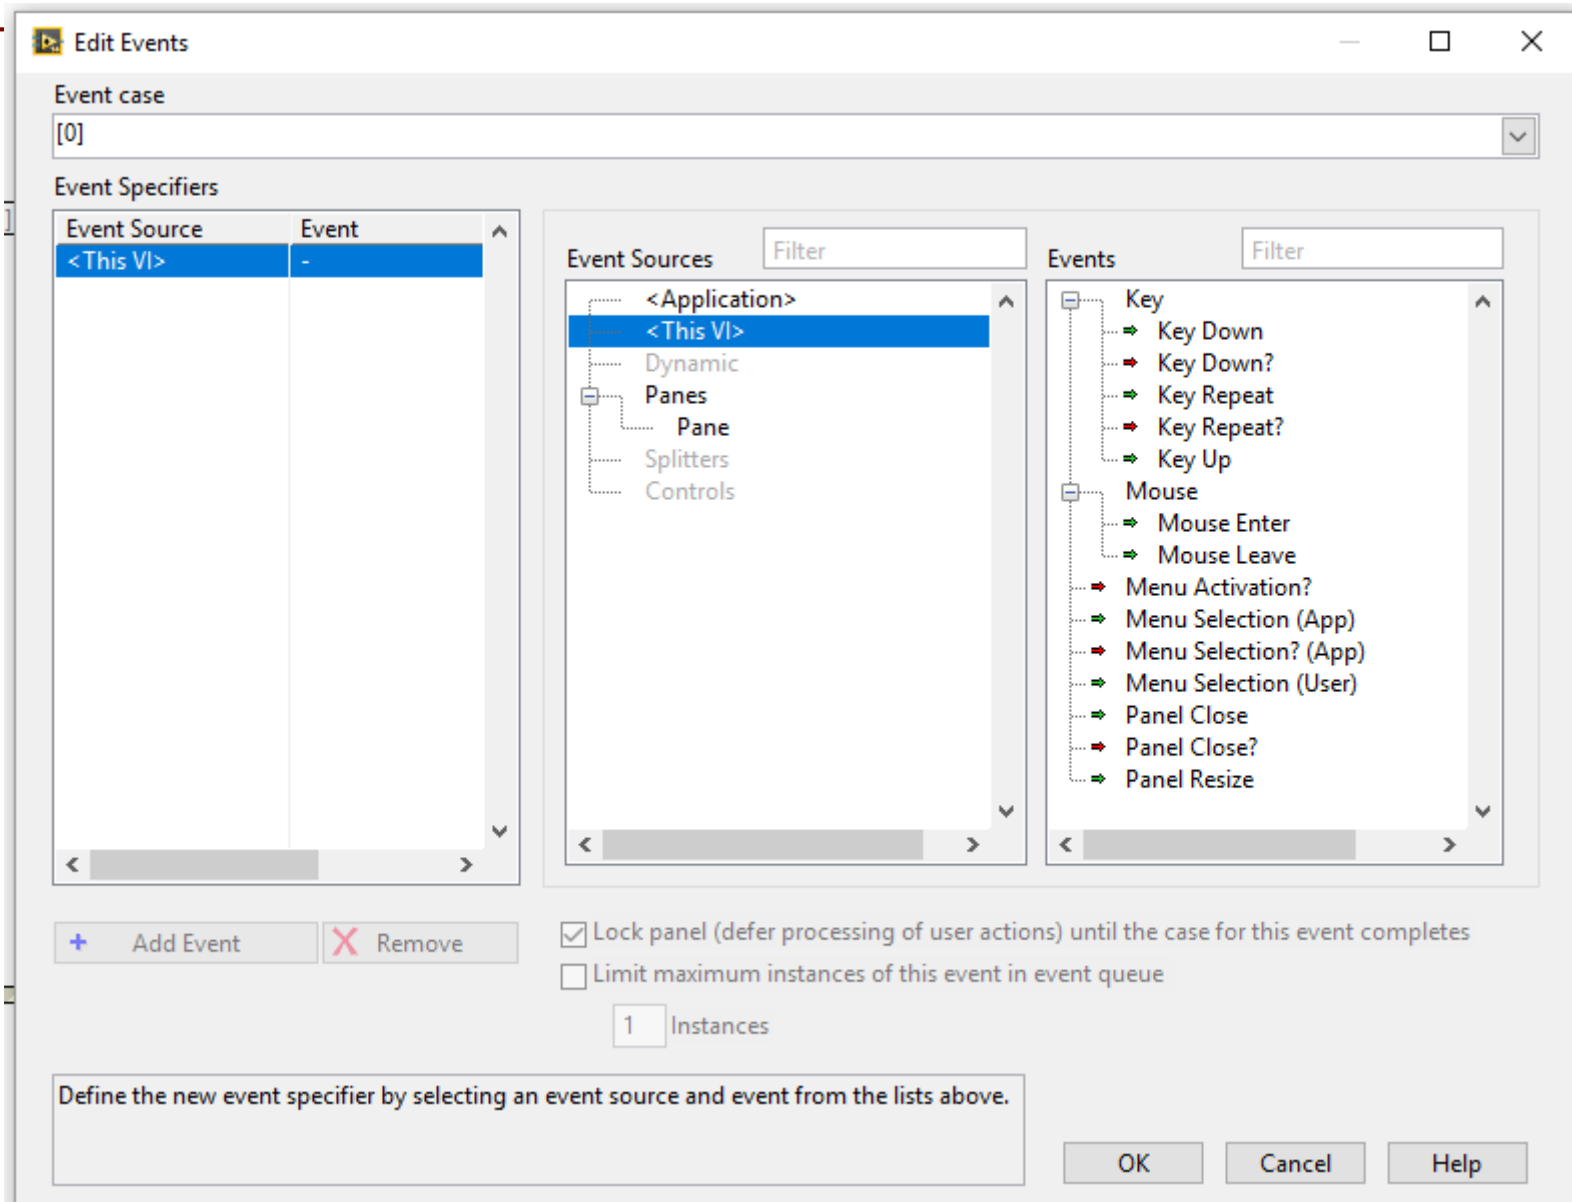 Edit Events
Event case
[0]
Event Specifiers
Event Source Event
<This VI> -
Event Sources Filter
<Application>
<This VI>
Dynamic
Panes
Pane
Splitters
Controls
Events Filter
Key
Key Down
Key Down?
Key Repeat
Key Repeat?
Key Up
Mouse
Mouse Enter
Mouse Leave
Menu Activation?
Menu Selection (App)
Menu Selection? (App)
Menu Selection (User)
Panel Close
Panel Close?
Panel Resize
Add Event Remove
Lock panel (defer processing of user actions) until the case for this event completes
Limit maximum instances of this event in event queue
1 Instances
Define the new event specifier by selecting an event source and event from the lists above.
OK Cancel Help